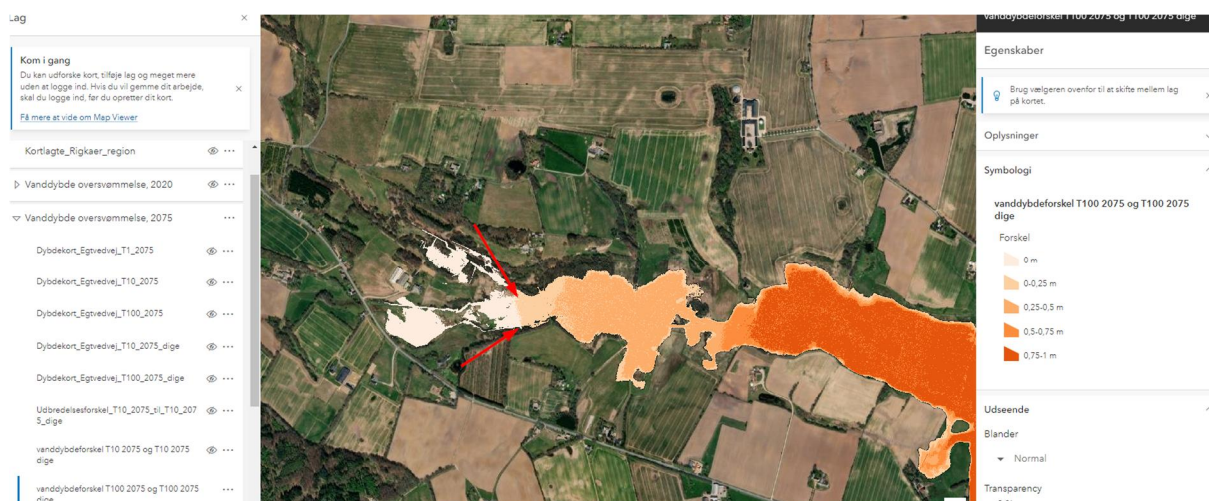 Lag
Kom i gang
Du kan udforske kort, tilføje lag og meget mere
uden at logge ind. Hvis du vil gemme dit arbejde,
skal du logge ind, før du opretter dit kort.
Få mere at vide om Map Viewer
Kortlagte_Rigkaer_region
Vanddybde oversvømmelse, 2020
Vanddybde oversvømmelse, 2075
Dybdekort_Egtvedvej_T1_2075
Dybdekort_Egtvedvej_T10_2075
Dybdekort_Egtvedvej_T100_2075
Dybdekort_Egtvedvej_T10_2075_dige
Dybdekort_Egtvedvej_T100_2075_dige
Udbredelsesforskel_T10_2075_til_T10_207
5_dige
vanddybdeforskel T10 2075 og T10 2075
dige
vanddybdeforskel T100 2075 og T100 2075
dige
vanddybdeforskel T100 2075 og T100 2075 dige
Egenskaber
Brug vælgeren ovenfor til at skifte mellem lag
på kortet.
Oplysninger
Symbologi
vanddybdeforskel T100 2075 og T100 2075
dige
Forskel
0 m
0-0,25 m
0,25-0,5 m
0,5-0,75 m
0,75-1 m
Udseende
Blander
Normal
Transparency